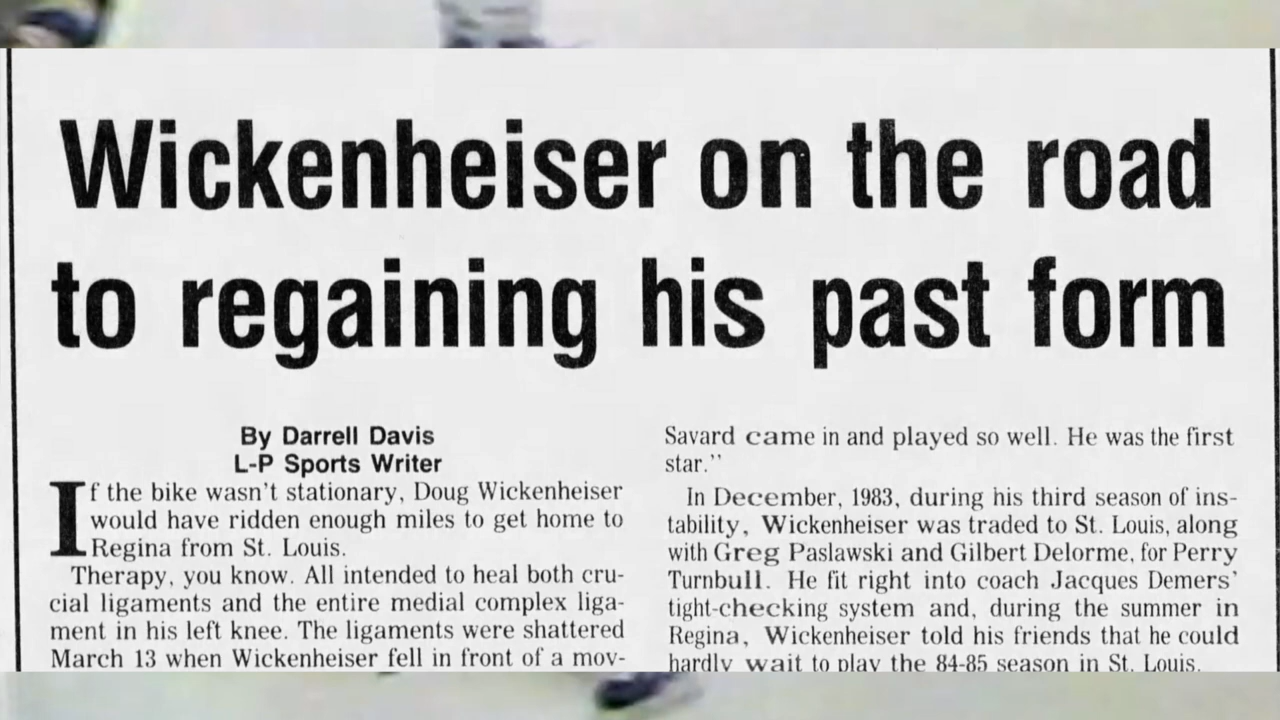 Wickenheiser on the road
to regaining his past form
By Darrell Davis
L-P Sports Writer
If the bike wasn't stationary, Doug Wickenheiser
would have ridden enough miles to get home to
Regina from St. Louis.
Therapy, you know. All intended to heal both cru-
cial ligaments and the entire medial complex liga-
ment in his left knee. The ligaments were shattered
March 13 when Wickenheiser fell in front of a mov-
Savard came in and played so well. He was the first
star.''
In December, 1983, during his third season of ins-
tability, Wickenheiser was traded to St. Louis, along
with Greg Paslawski and Gilbert Delorme, for Perry
Turnbull. He fit right into coach Jacques Demers'
tight-checking system and, during the summer in
Regina, Wickenheiser told his friends that he could
hardly wait to play the 84-85 season in St. Louis.